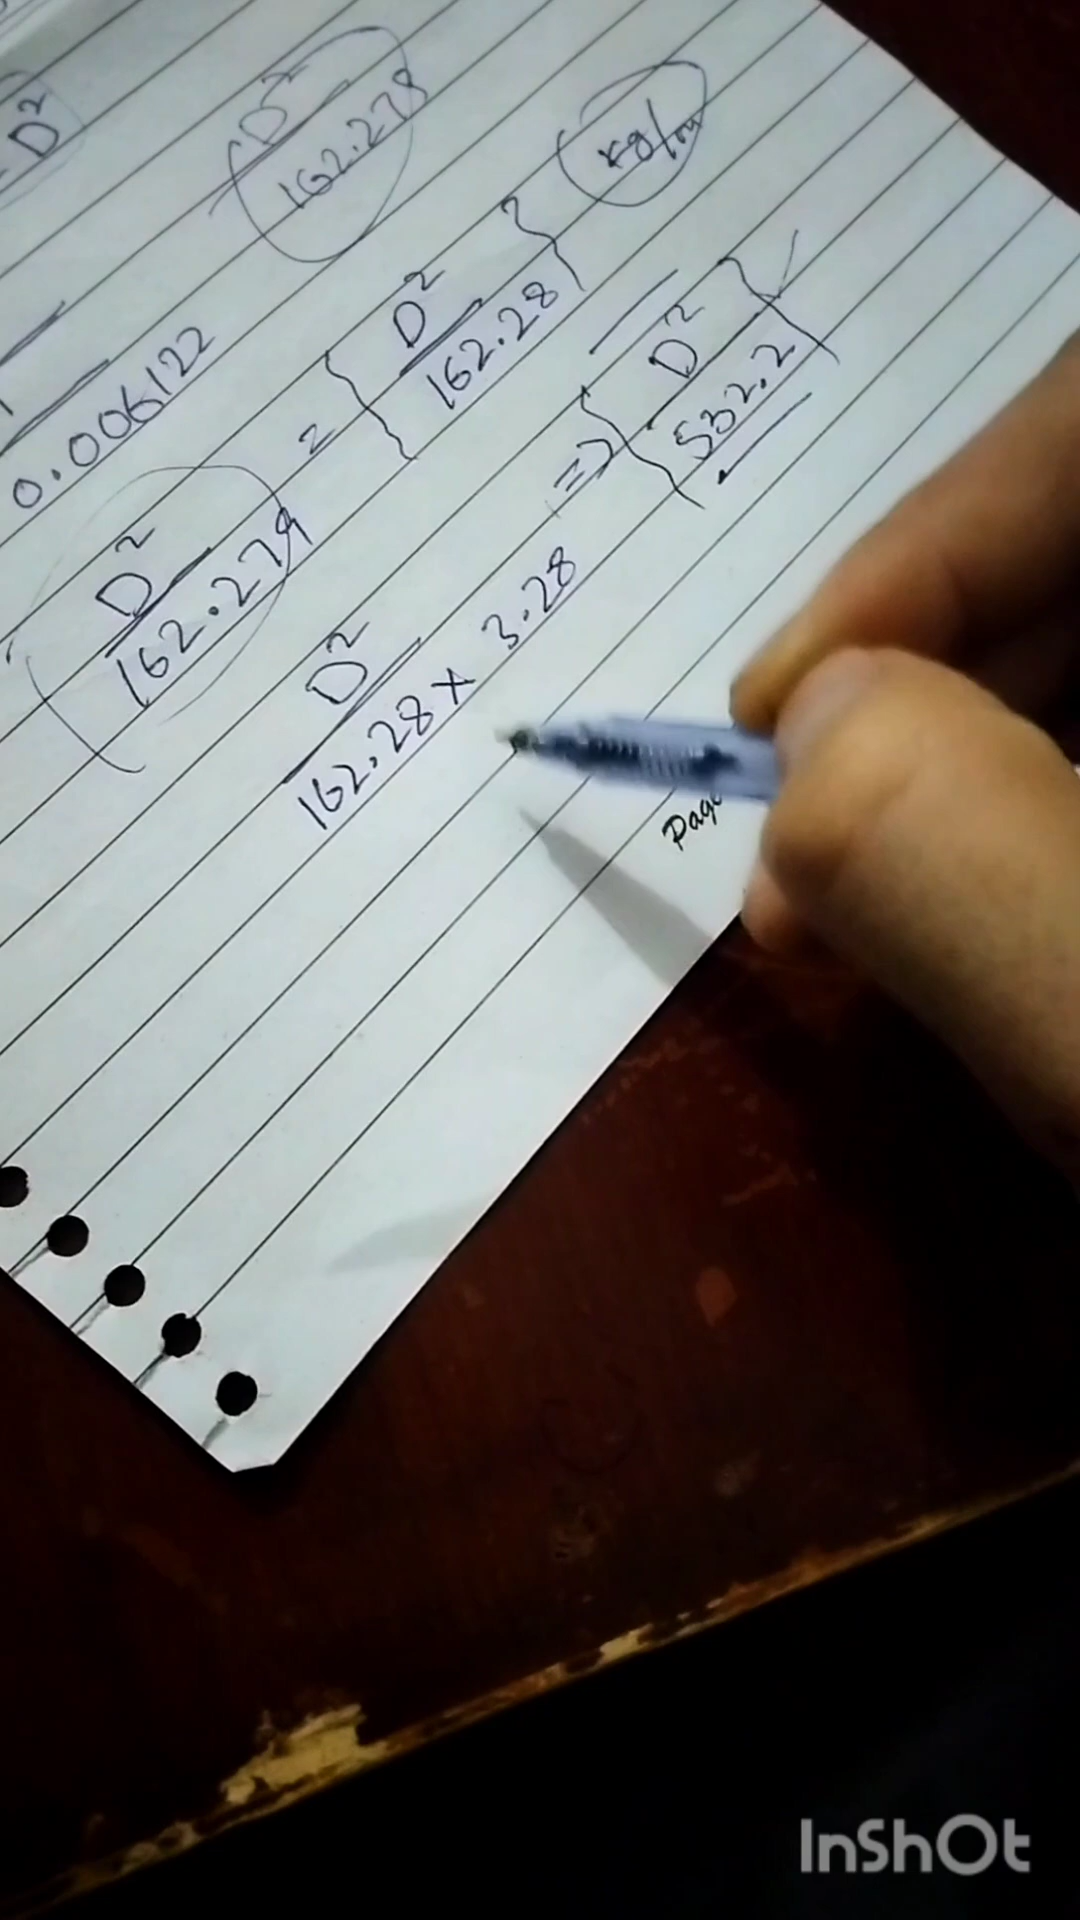 D²
D²
162.278
kg/m
0.006122
D²
162.279
=
D²
162.28
D²
162.28 × 3.28
=>
D²
532.2
Page
InShOt